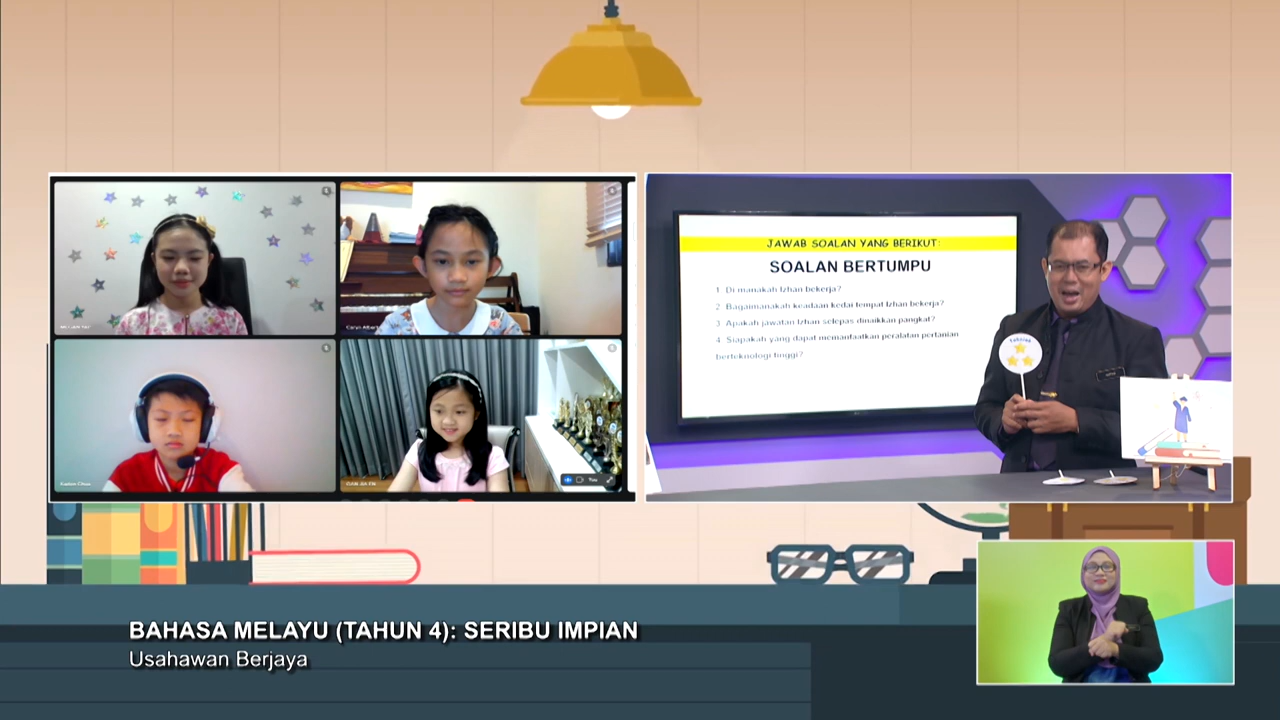 JAWAB SOALAN YANG BERIKUT:
SOALAN BERTUMPU
1. Di manakah Izhan bekerja?
2. Bagaimanakah keadaan kedai tempat Izhan bekerja?
3. Apakah jawatan Izhan selepas dinaikkan pangkat?
4. Siapakah yang dapat memanfaatkan peralatan pertanian
berteknologi tinggi?
You
BAHASA MELAYU (TAHUN 4): SERIBU IMPIAN
Usahawan Berjaya